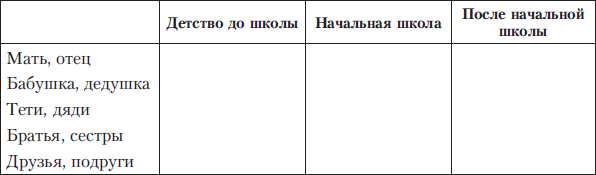 Детство до школы
Начальная школа
После начальной
школы
Мать, отец
Бабушка, дедушка
Тети, дяди
Братья, сестры
Друзья, подруги